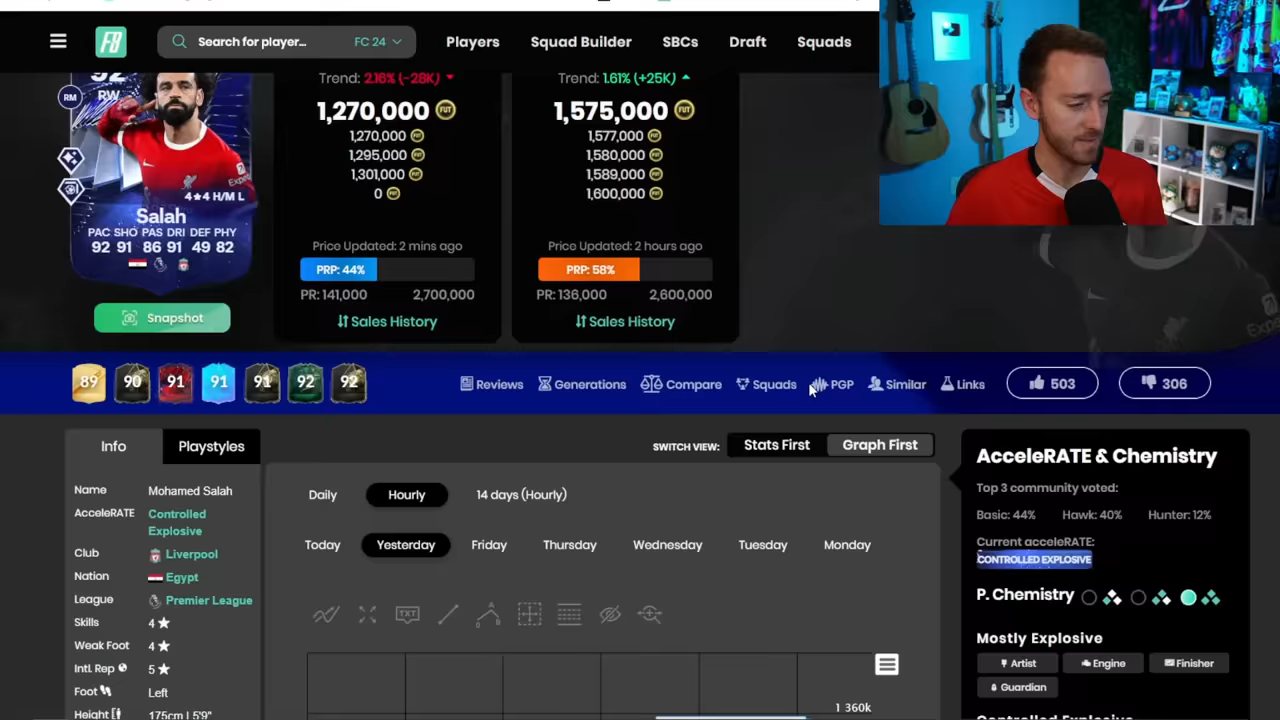 FB
Search for player...
FC 24
Players
Squad Builder
SBCs
Draft
Squads
92
RW
RM
4★4 H/M L
Salah
PAC SHO PAS DRI DEF PHY
92 91 86 91 49 82
Snapshot
Trend: 2.16% (-28K)
1,270,000 FUT
1,270,000
1,295,000
1,301,000
0
Price Updated: 2 mins ago
PRP: 44%
PR: 141,000 2,700,000
Sales History
Trend: 1.61% (+25K)
1,575,000 FUT
1,577,000
1,580,000
1,589,000
1,600,000
Price Updated: 2 hours ago
PRP: 58%
PR: 136,000 2,600,000
Sales History
89 90 91 91 91 92 92
Reviews Generations Compare Squads PGP Similar Links
503
306
Info
Playstyles
Name Mohamed Salah
AcceleRATE Controlled
Explosive
Club Liverpool
Nation Egypt
League Premier League
Skills 4★
Weak Foot 4★
Intl. Rep 5★
Foot Left
Height 175cm | 5'9"
SWITCH VIEW: Stats First Graph First
Daily Hourly 14 days (Hourly)
Today Yesterday Friday Thursday Wednesday Tuesday Monday
TXT
1 360k
AcceleRATE & Chemistry
Top 3 community voted:
Basic: 44% Hawk: 40% Hunter: 12%
Current acceleRATE:
CONTROLLED EXPLOSIVE
P. Chemistry
Mostly Explosive
Artist Engine Finisher
Guardian
Controlled Explosive